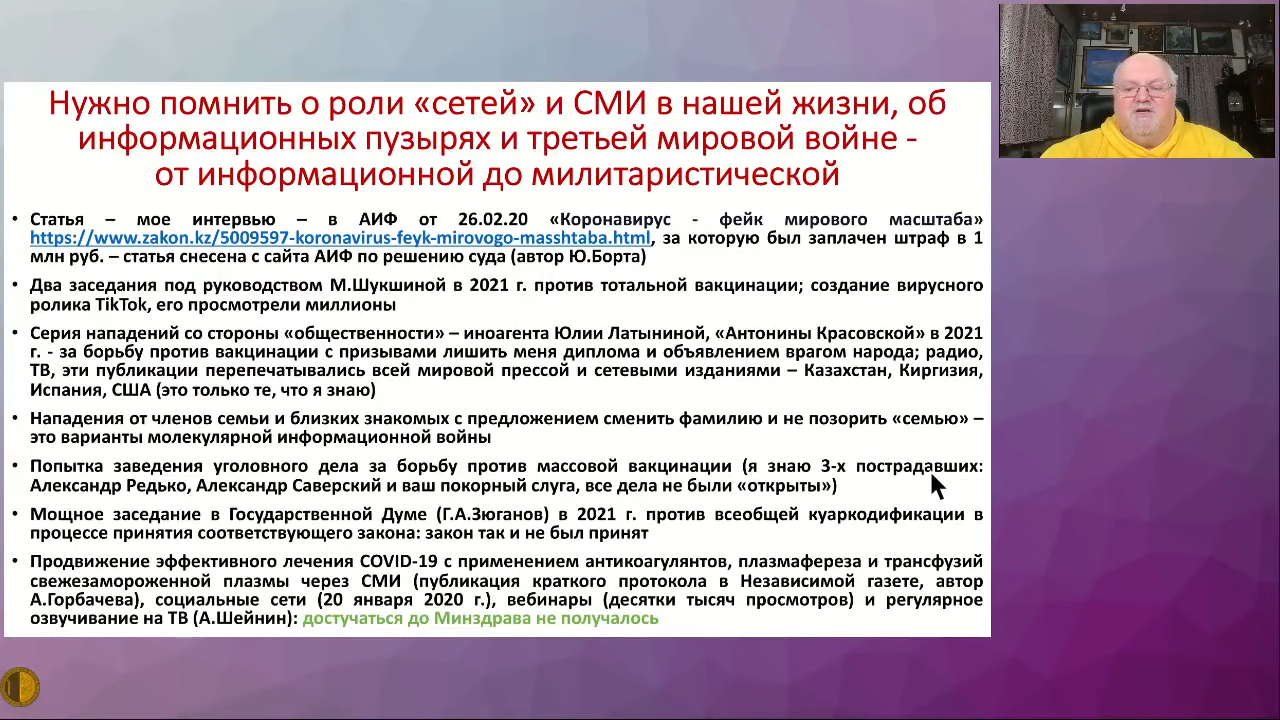 Нужно помнить о роли «сетей» и СМИ в нашей жизни, об
информационных пузырях и третьей мировой войне -
от информационной до милитаристической
• Статья – мое интервью – в АИФ от 26.02.20 «Коронавирус - фейк мирового масштаба»
https://www.zakon.kz/5009597-koronavirus-feyk-mirovogo-masshtaba.html, за которую был заплачен штраф в 1
млн руб. – статья снесена с сайта АИФ по решению суда (автор Ю.Борта)
• Два заседания под руководством М.Шукшиной в 2021 г. против тотальной вакцинации; создание вирусного
ролика TikTok, его просмотрели миллионы
• Серия нападений со стороны «общественности» – иноагента Юлии Латыниной, «Антонины Красовской» в 2021
г. - за борьбу против вакцинации с призывами лишить меня диплома и объявлением врагом народа; радио,
ТВ, эти публикации перепечатывались всей мировой прессой и сетевыми изданиями – Казахстан, Киргизия,
Испания, США (это только те, что я знаю)
• Нападения от членов семьи и близких знакомых с предложением сменить фамилию и не позорить «семью» –
это варианты молекулярной информационной войны
• Попытка заведения уголовного дела за борьбу против массовой вакцинации (я знаю 3-х пострадавших:
Александр Редько, Александр Саверский и ваш покорный слуга, все дела не были «открыты»)
• Мощное заседание в Государственной Думе (Г.А.Зюганов) в 2021 г. против всеобщей куаркодификации в
процессе принятия соответствующего закона: закон так и не был принят
• Продвижение эффективного лечения COVID-19 с применением антикоагулянтов, плазмафереза и трансфузий
свежезамороженной плазмы через СМИ (публикация краткого протокола в Независимой газете, автор
А.Горбачева), социальные сети (20 января 2020 г.), вебинары (десятки тысяч просмотров) и регулярное
озвучивание на ТВ (А.Шейнин): достучаться до Минздрава не получалось